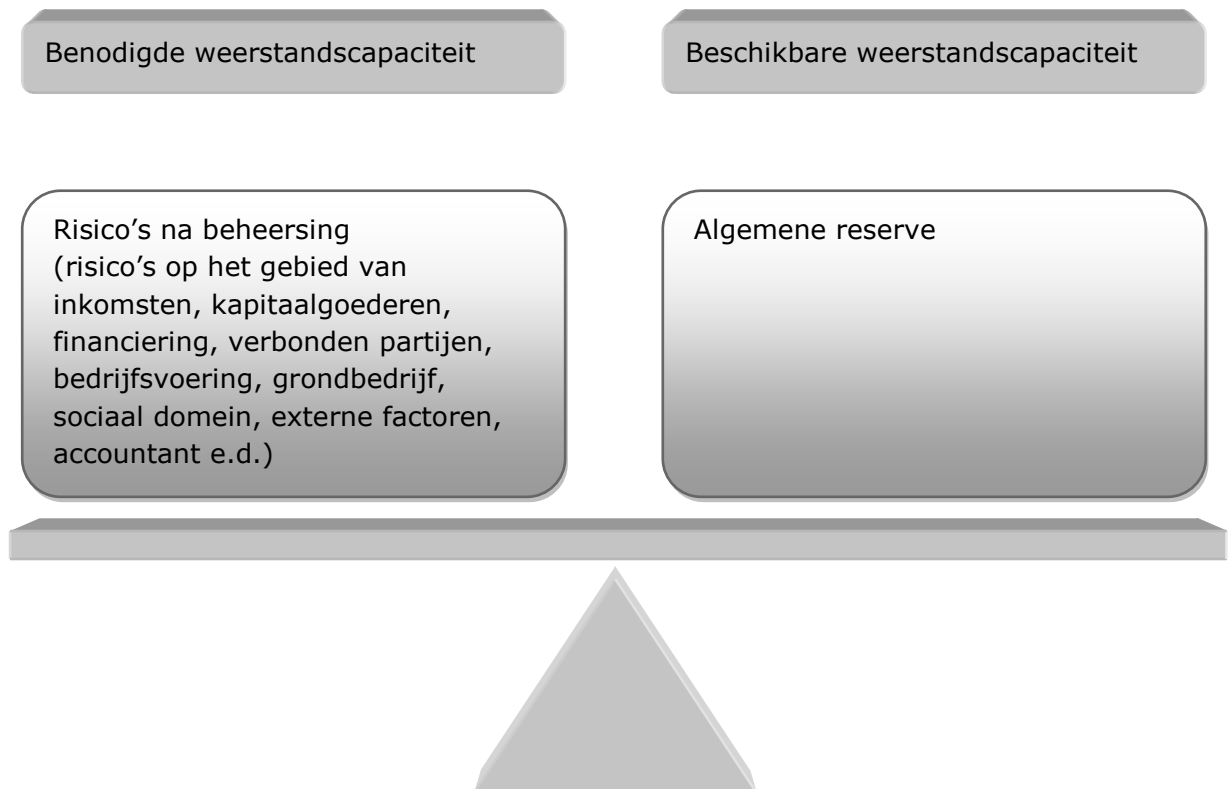 Benodigde weerstandscapaciteit
Beschikbare weerstandscapaciteit
Risico’s na beheersing
(risico’s op het gebied van
inkomsten, kapitaalgoederen,
financiering, verbonden partijen,
bedrijfsvoering, grondbedrijf,
sociaal domein, externe factoren,
accountant e.d.)
Algemene reserve